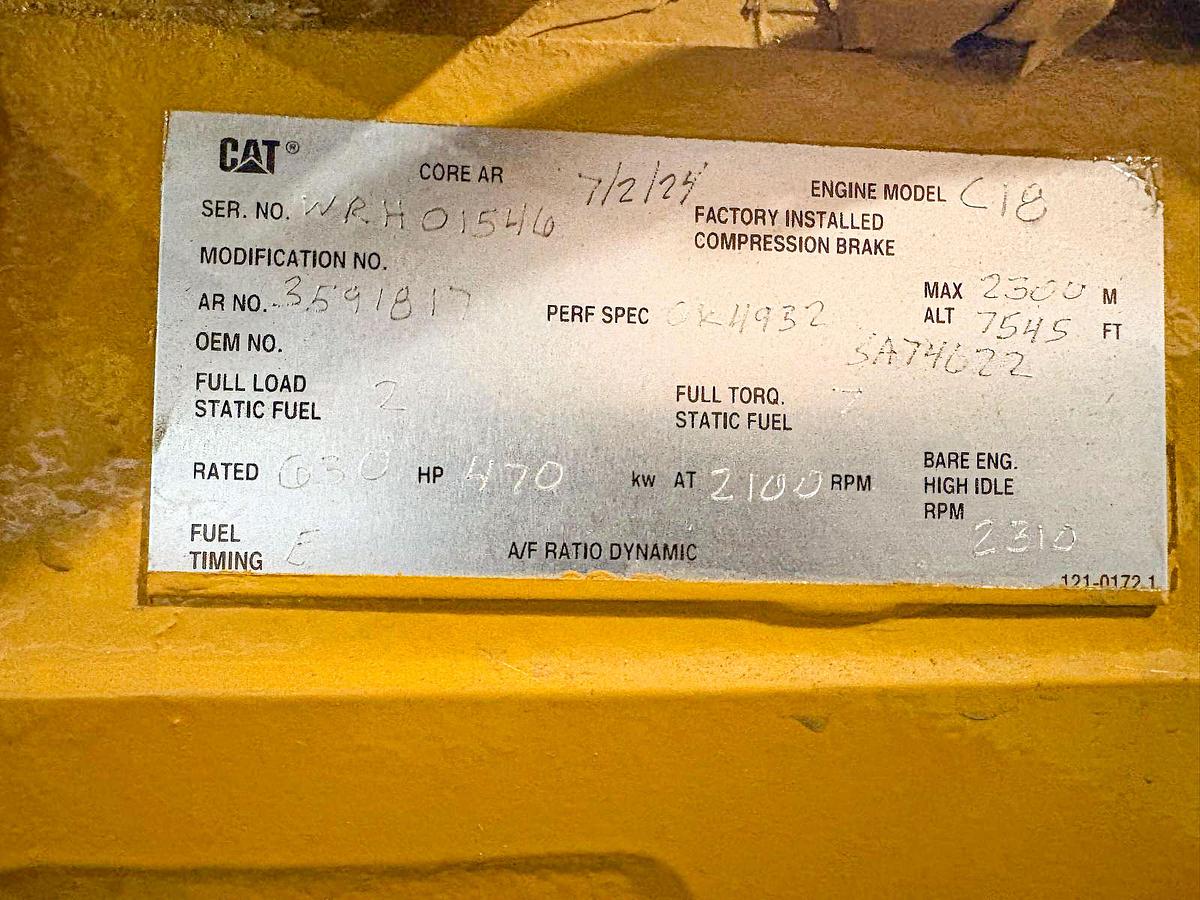 CAT®
CORE AR 7/2/24 ENGINE MODEL C18
SER. NO. WRH01546
FACTORY INSTALLED
COMPRESSION BRAKE
MODIFICATION NO.
AR NO. 3591817 PERF SPEC 0K4932
MAX 2300 M
ALT 7545 FT
SA74622
OEM NO.
FULL LOAD
STATIC FUEL 2
FULL TORQ.
STATIC FUEL 7
RATED 630 HP 470 kw AT 2100 RPM
BARE ENG.
HIGH IDLE
RPM
2310
FUEL
TIMING E
A/F RATIO DYNAMIC
121-0172 1